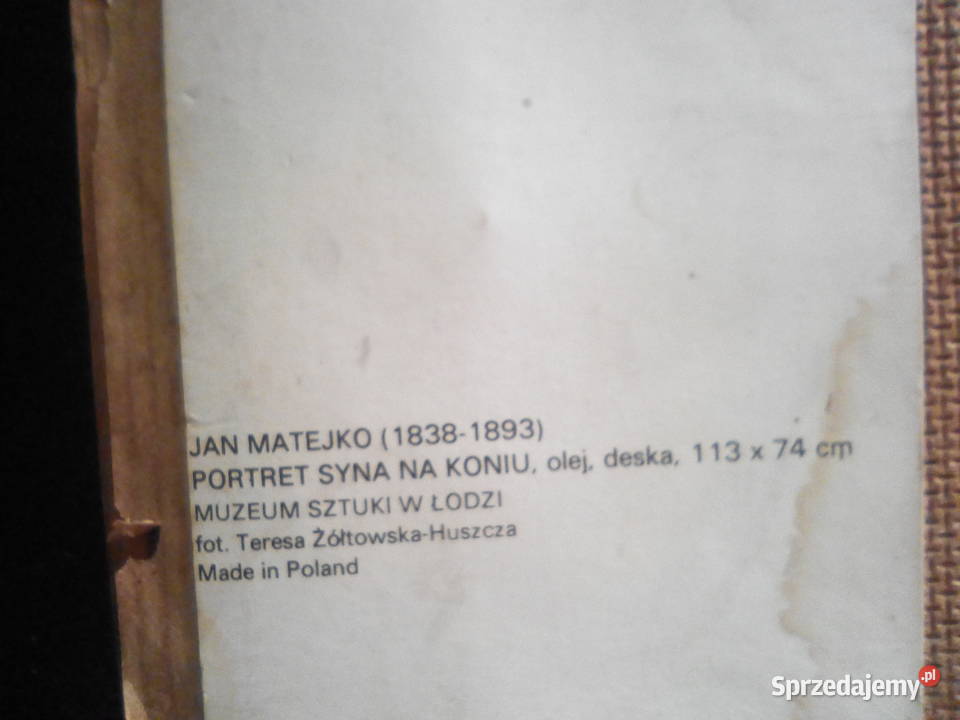 JAN MATEJKO (1838-1893)
PORTRET SYNA NA KONIU, olej, deska, 113 x 74 cm
MUZEUM SZTUKI W ŁODZI
fot. Teresa Żółtowska-Huszcza
Made in Poland
Sprzedajemy.pl